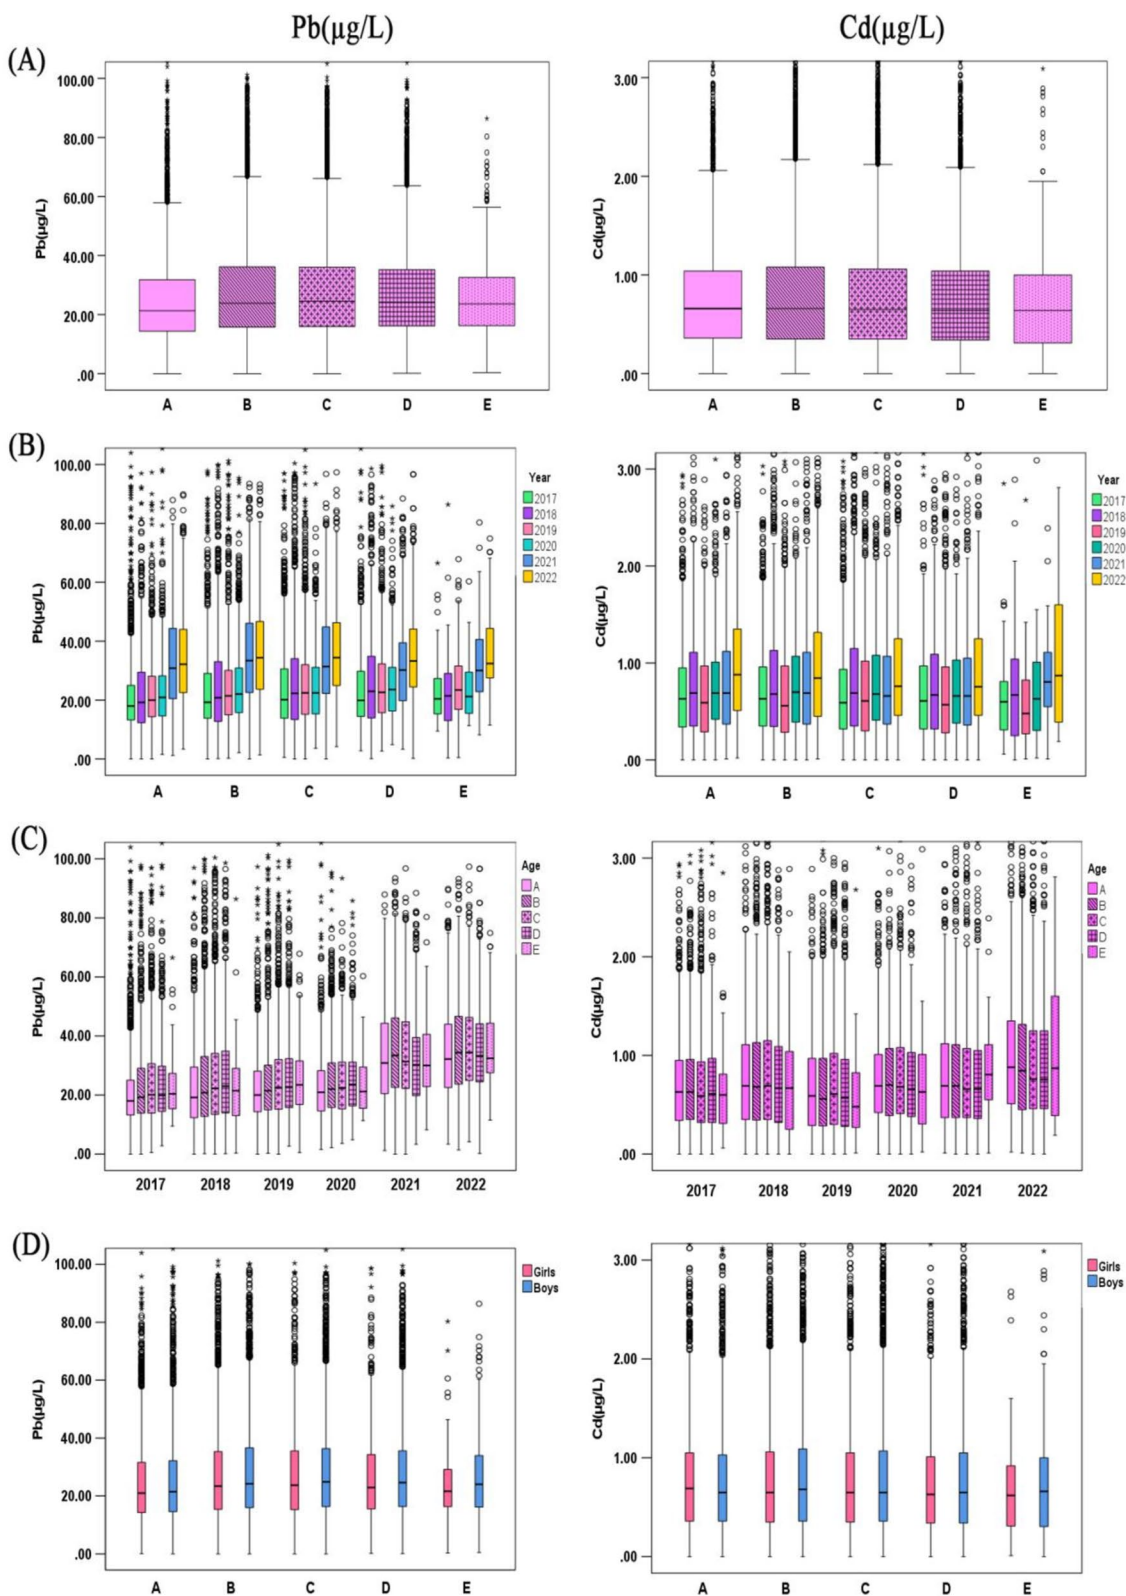 Pb(µg/L)
Cd(µg/L)
(A)
Pb(µg/L)
100.00
80.00
60.00
40.00
20.00
.00
A B C D E
Cd(µg/L)
3.00
2.00
1.00
.00
A B C D E
(B)
Pb(µg/L)
100.00
80.00
60.00
40.00
20.00
.00
A B C D E
Year
2017
2018
2019
2020
2021
2022
Cd(µg/L)
3.00
2.00
1.00
.00
A B C D E
Year
2017
2018
2019
2020
2021
2022
(C)
Pb(µg/L)
100.00
80.00
60.00
40.00
20.00
.00
2017 2018 2019 2020 2021 2022
Age
A
B
C
D
E
Cd(µg/L)
3.00
2.00
1.00
.00
2017 2018 2019 2020 2021 2022
Age
A
B
C
D
E
(D)
Pb(µg/L)
100.00
80.00
60.00
40.00
20.00
.00
A B C D E
Girls
Boys
Cd(µg/L)
3.00
2.00
1.00
.00
A B C D E
Girls
Boys